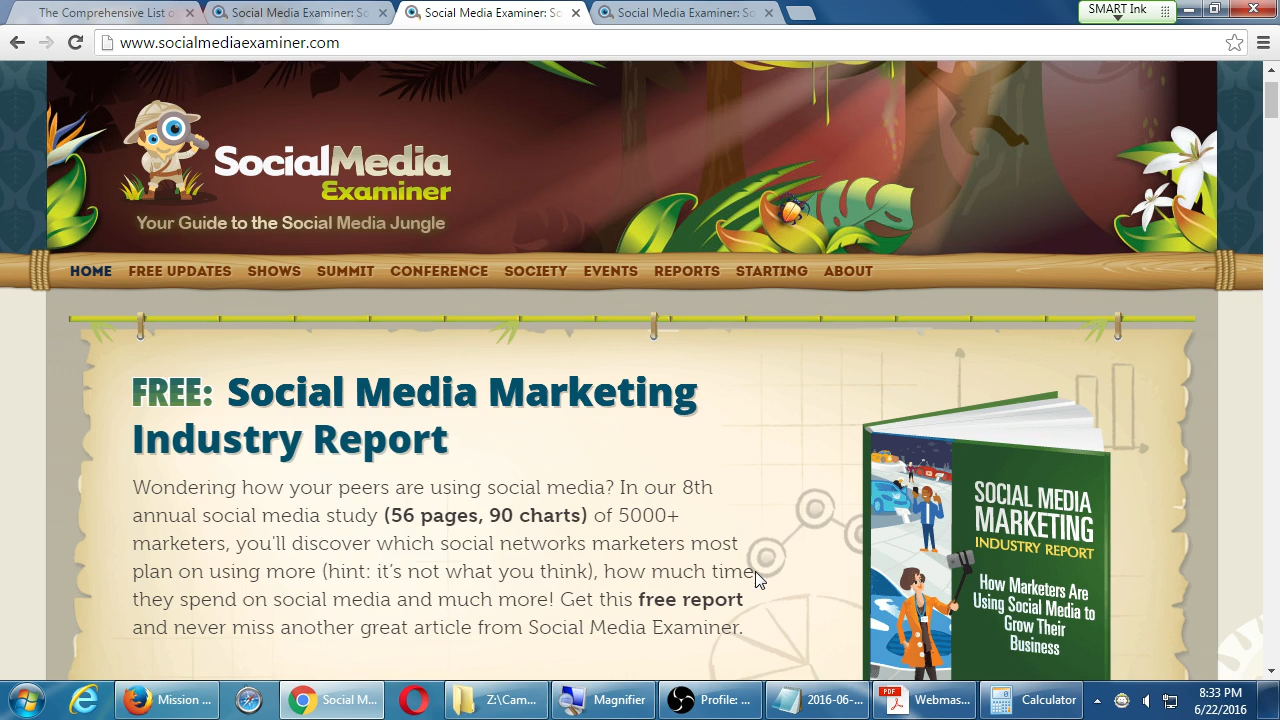 The Comprehensive List o
Social Media Examiner: So
Social Media Examiner: So
Social Media Examiner: So
SMART Ink
www.socialmediaexaminer.com
SocialMedia
Examiner
Your Guide to the Social Media Jungle
HOME FREE UPDATES SHOWS SUMMIT CONFERENCE SOCIETY EVENTS REPORTS STARTING ABOUT
FREE: Social Media Marketing
Industry Report
Wondering how your peers are using social media? In our 8th
annual social media study (56 pages, 90 charts) of 5000+
marketers, you'll discover which social networks marketers most
plan on using more (hint: it's not what you think), how much time
they spend on social media and much more! Get this free report
and never miss another great article from Social Media Examiner.
SOCIAL MEDIA
MARKETING
INDUSTRY REPORT
How Marketers Are
Using Social Media to
Grow Their
Business
Mission ...
Social M...
Z:\Cam...
Magnifier
Profile: ...
2016-06-...
PDF
Webmas...
Calculator
8:33 PM
6/22/2016